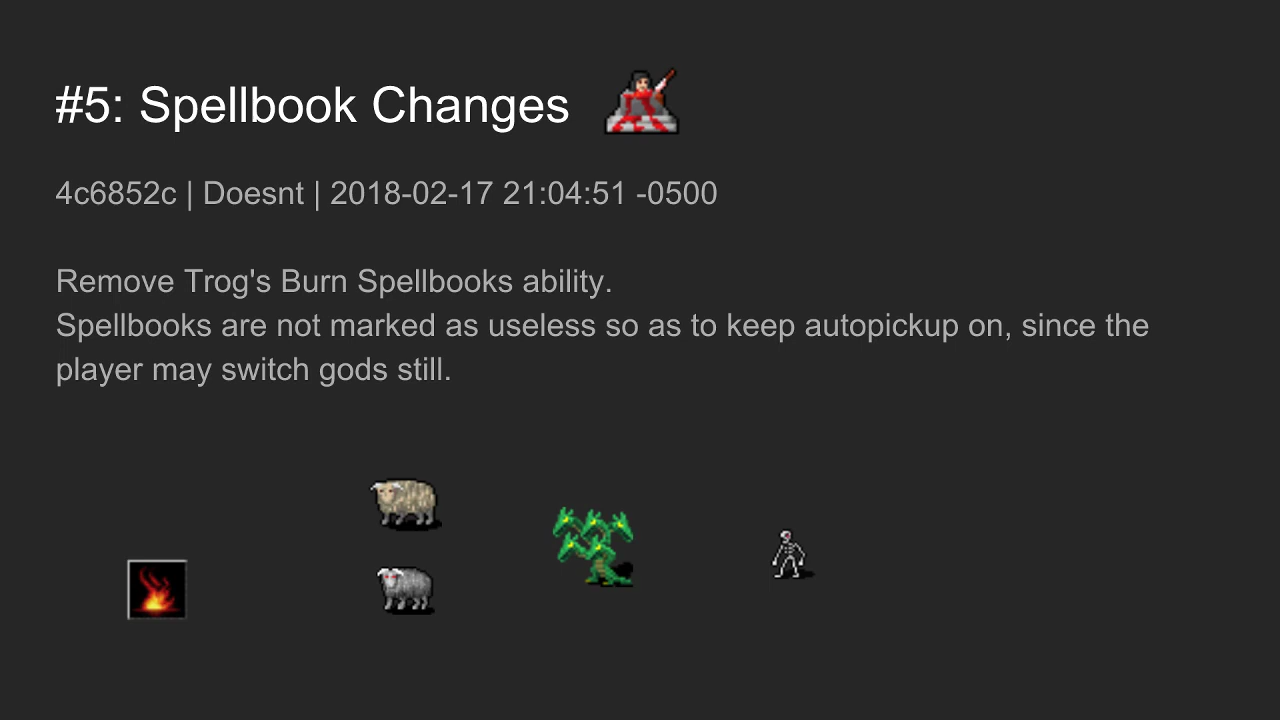 #5: Spellbook Changes
4c6852c | Doesnt | 2018-02-17 21:04:51 -0500
Remove Trog's Burn Spellbooks ability.
Spellbooks are not marked as useless so as to keep autopickup on, since the
player may switch gods still.